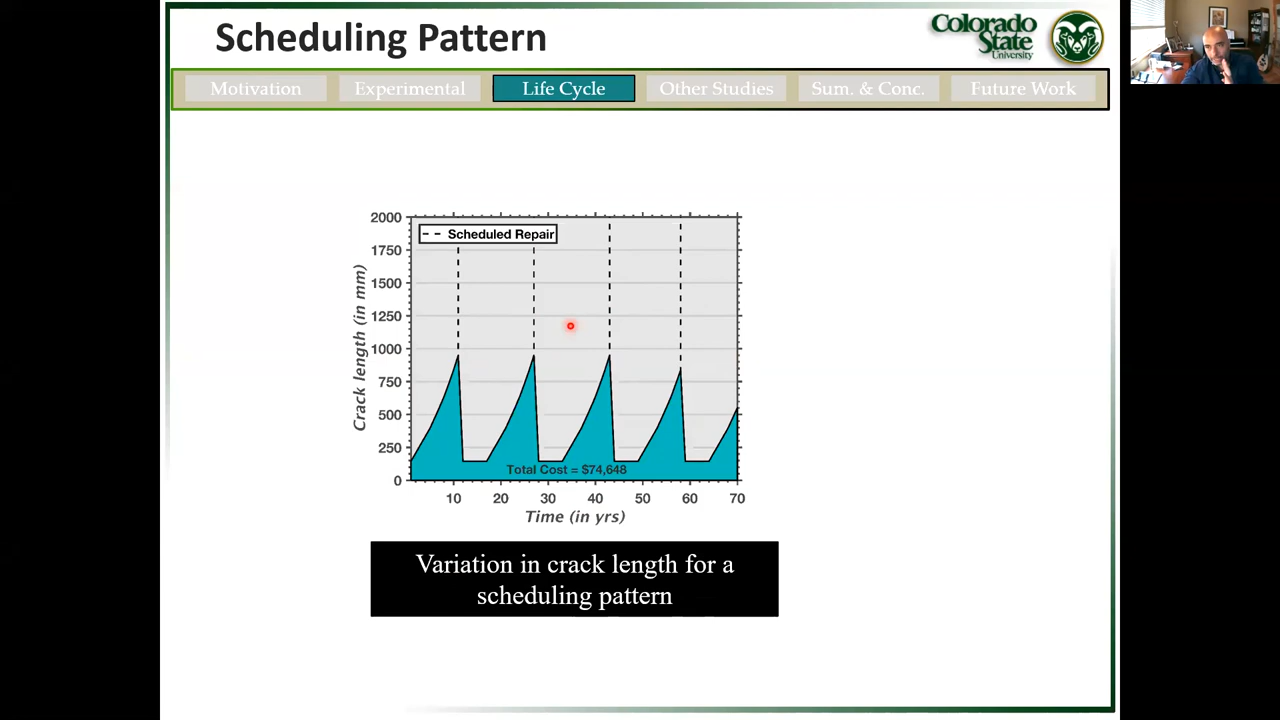 Scheduling Pattern
Colorado
State
University
Motivation
Experimental
Life Cycle
Other Studies
Sum. & Conc.
Future Work
2000
1750
1500
1250
1000
750
500
250
0
Crack length (in mm)
Scheduled Repair
Total Cost = $74,648
10 20 30 40 50 60 70
Time (in yrs)
Variation in crack length for a
scheduling pattern